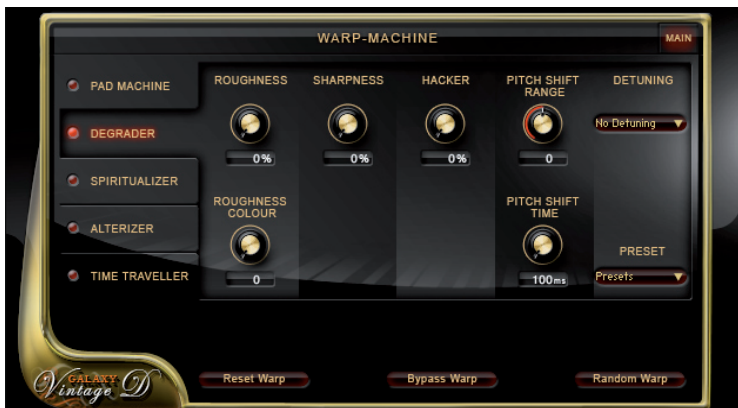 WARP-MACHINE
MAIN
PAD MACHINE
DEGRADER
SPIRITUALIZER
ALTERIZER
TIME TRAVELLER
ROUGHNESS
0%
SHARPNESS
0%
HACKER
0%
PITCH SHIFT
RANGE
0
DETUNING
No Detuning
ROUGHNESS
COLOUR
0
PITCH SHIFT
TIME
100ms
PRESET
Presets
GALAXY
Vintage D
Reset Warp
Bypass Warp
Random Warp